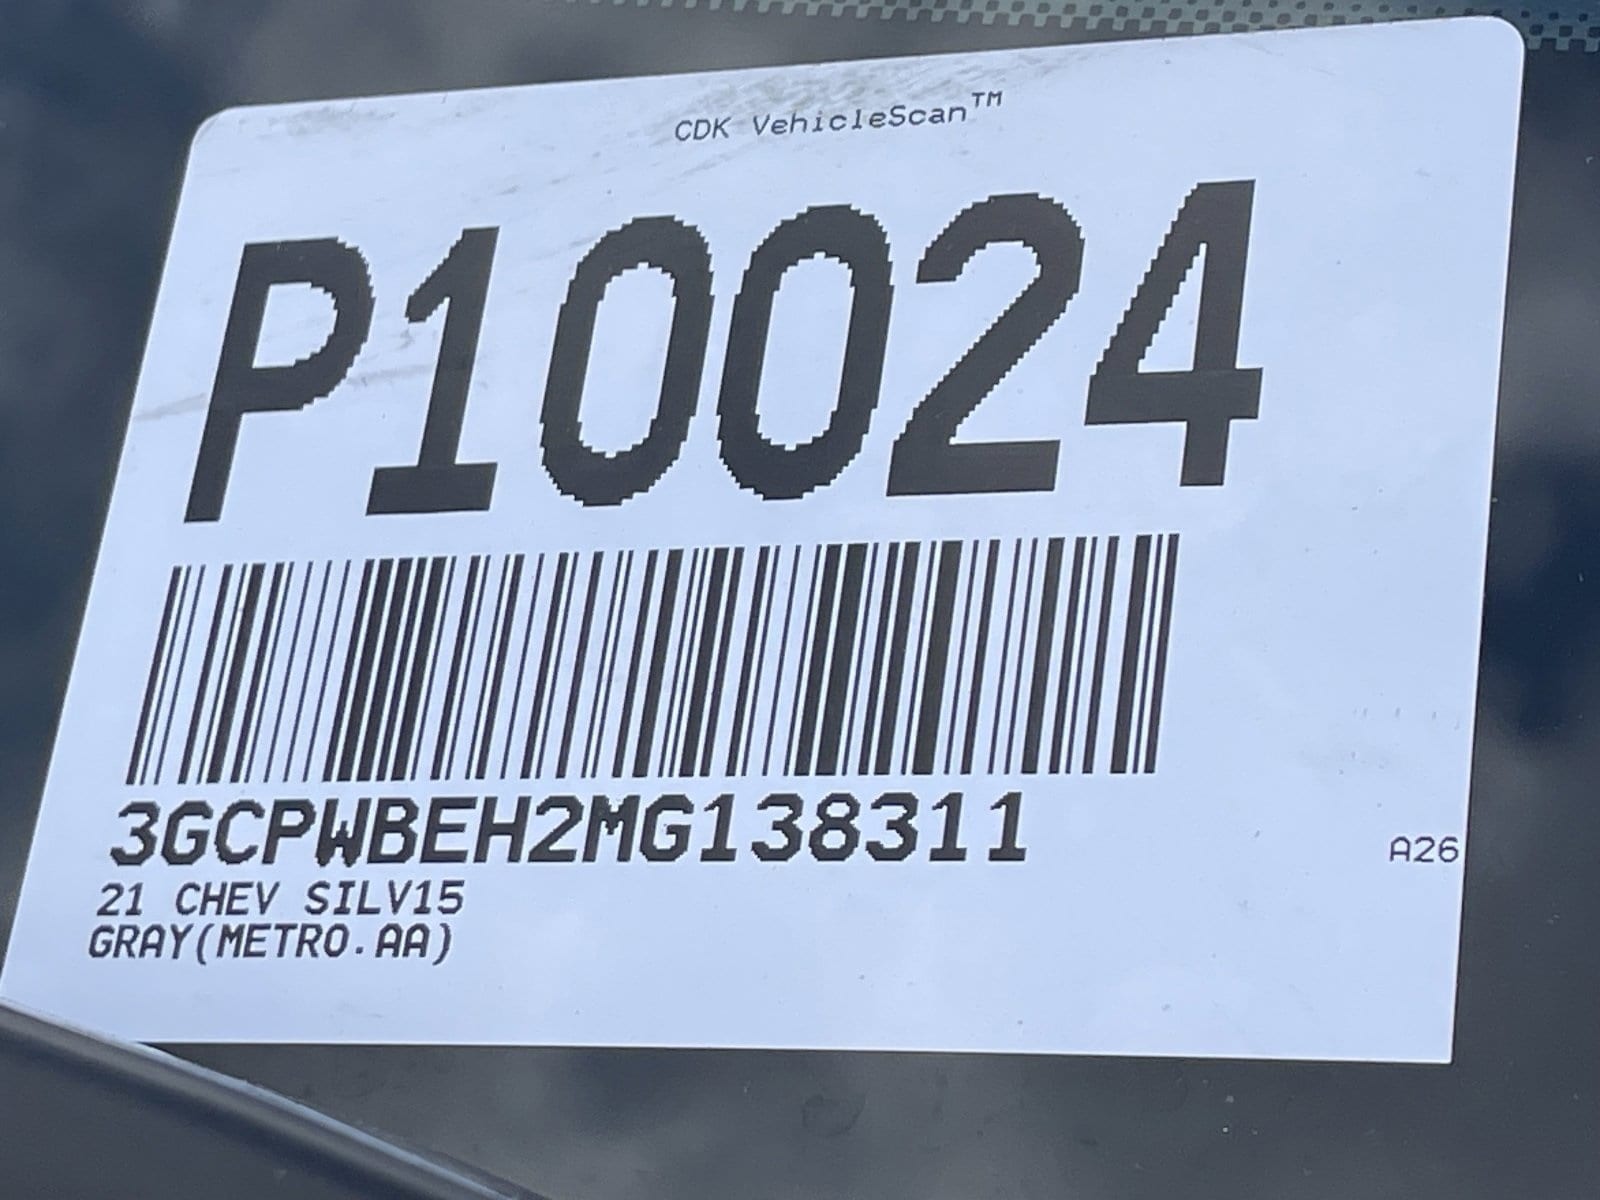 CDK VehicleScan™
P10024
3GCPWBEH2MG138311
A26
21 CHEV SILV15
GRAY(METRO.AA)